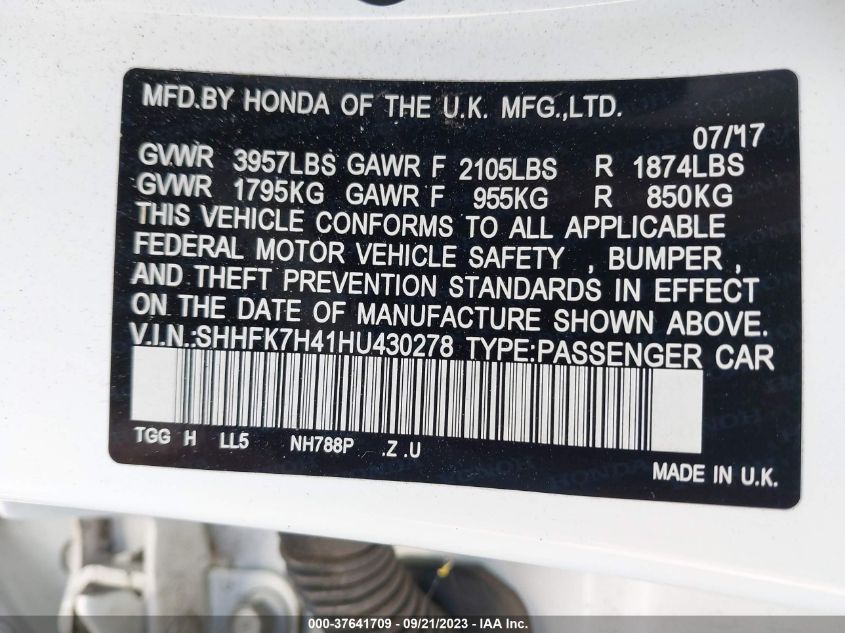 MFD.BY HONDA OF THE U.K. MFG.,LTD.
07/17
GVWR 3957LBS GAWR F 2105LBS R 1874LBS
GVWR 1795KG GAWR F 955KG R 850KG
THIS VEHICLE CONFORMS TO ALL APPLICABLE
FEDERAL MOTOR VEHICLE SAFETY , BUMPER ,
AND THEFT PREVENTION STANDARDS IN EFFECT
ON THE DATE OF MANUFACTURE SHOWN ABOVE.
V.I.N.:SHHFK7H41HU430278 TYPE:PASSENGER CAR
TGG H LL5 NH788P .Z .U
MADE IN U.K.
000-37641709 - 09/21/2023 - IAAI Inc.